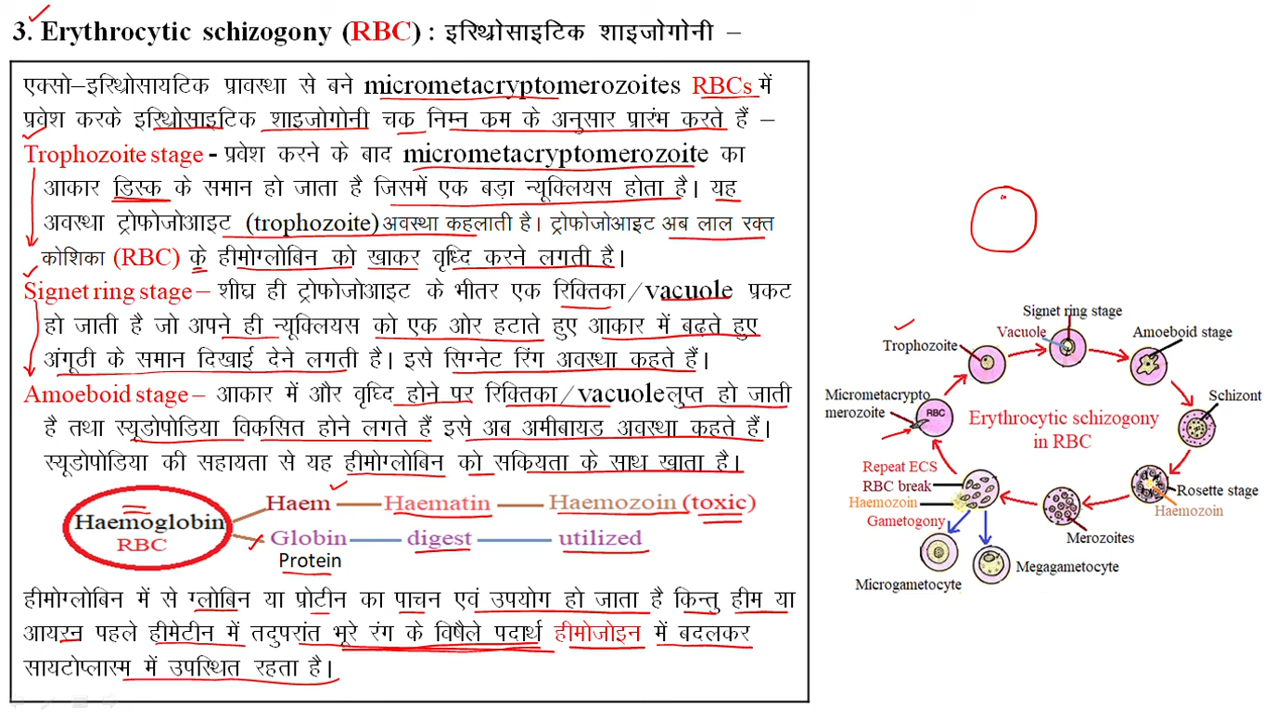 3. Erythrocytic schizogony (RBC) : इरिथ्रोसाइटिक शाइजोगोनी –
एक्सो–इरिथ्रोसायटिक प्रावस्था से बने micrometacryptomerozoites RBCs में
प्रवेश करके इरिथ्रोसाइटिक शाइजोगोनी चक निम्न कम के अनुसार प्रारंभ करते हैं –
Trophozoite stage - प्रवेश करने के बाद micrometacryptomerozoite का
आकार डिस्क के समान हो जाता है जिसमें एक बड़ा न्यूक्लियस होता है। यह
अवस्था ट्रोफोजोआइट (trophozoite) अवस्था कहलाती है। ट्रोफोजोआइट अब लाल रक्त
कोशिका (RBC) के हीमोग्लोबिन को खाकर वृध्दि करने लगती है।
Signet ring stage – शीघ्र ही ट्रोफोजोआइट के भीतर एक रिक्तिका/vacuole प्रकट
हो जाती है जो अपने ही न्यूक्लियस को एक ओर हटाते हुए आकार में बढते हुए
अंगूठी के समान दिखाई देने लगती है। इसे सिग्नेट रिंग अवस्था कहते हैं।
Amoeboid stage – आकार में और वृध्दि होने पर रिक्तिका/vacuole लुप्त हो जाती
है तथा स्यूडोपोडिया विकसित होने लगते हैं इसे अब अमीबायड अवस्था कहते हैं।
स्यूडोपोडिया की सहायता से यह हीमोग्लोबिन को सकियता के साथ खाता है।
Haemoglobin
RBC
Haem — Haematin — Haemozoin (toxic)
Globin — digest — utilized
Protein
हीमोग्लोबिन में से ग्लोबिन या प्रोटीन का पाचन एवं उपयोग हो जाता है किन्तु हीम या
आयरन पहले हीमेटीन में तदुपरांत भूरे रंग के विषैले पदार्थ हीमोजोइन में बदलकर
सायटोप्लास्म में उपस्थित रहता है।
Signet ring stage
Vacuole
Amoeboid stage
Trophozoite
Micrometacrypto
merozoite
RBC
Schizont
Erythrocytic schizogony
in RBC
Repeat ECS
RBC break
Haemozoin
Gametogony
Rosette stage
Haemozoin
Merozoites
Megagametocyte
Microgametocyte